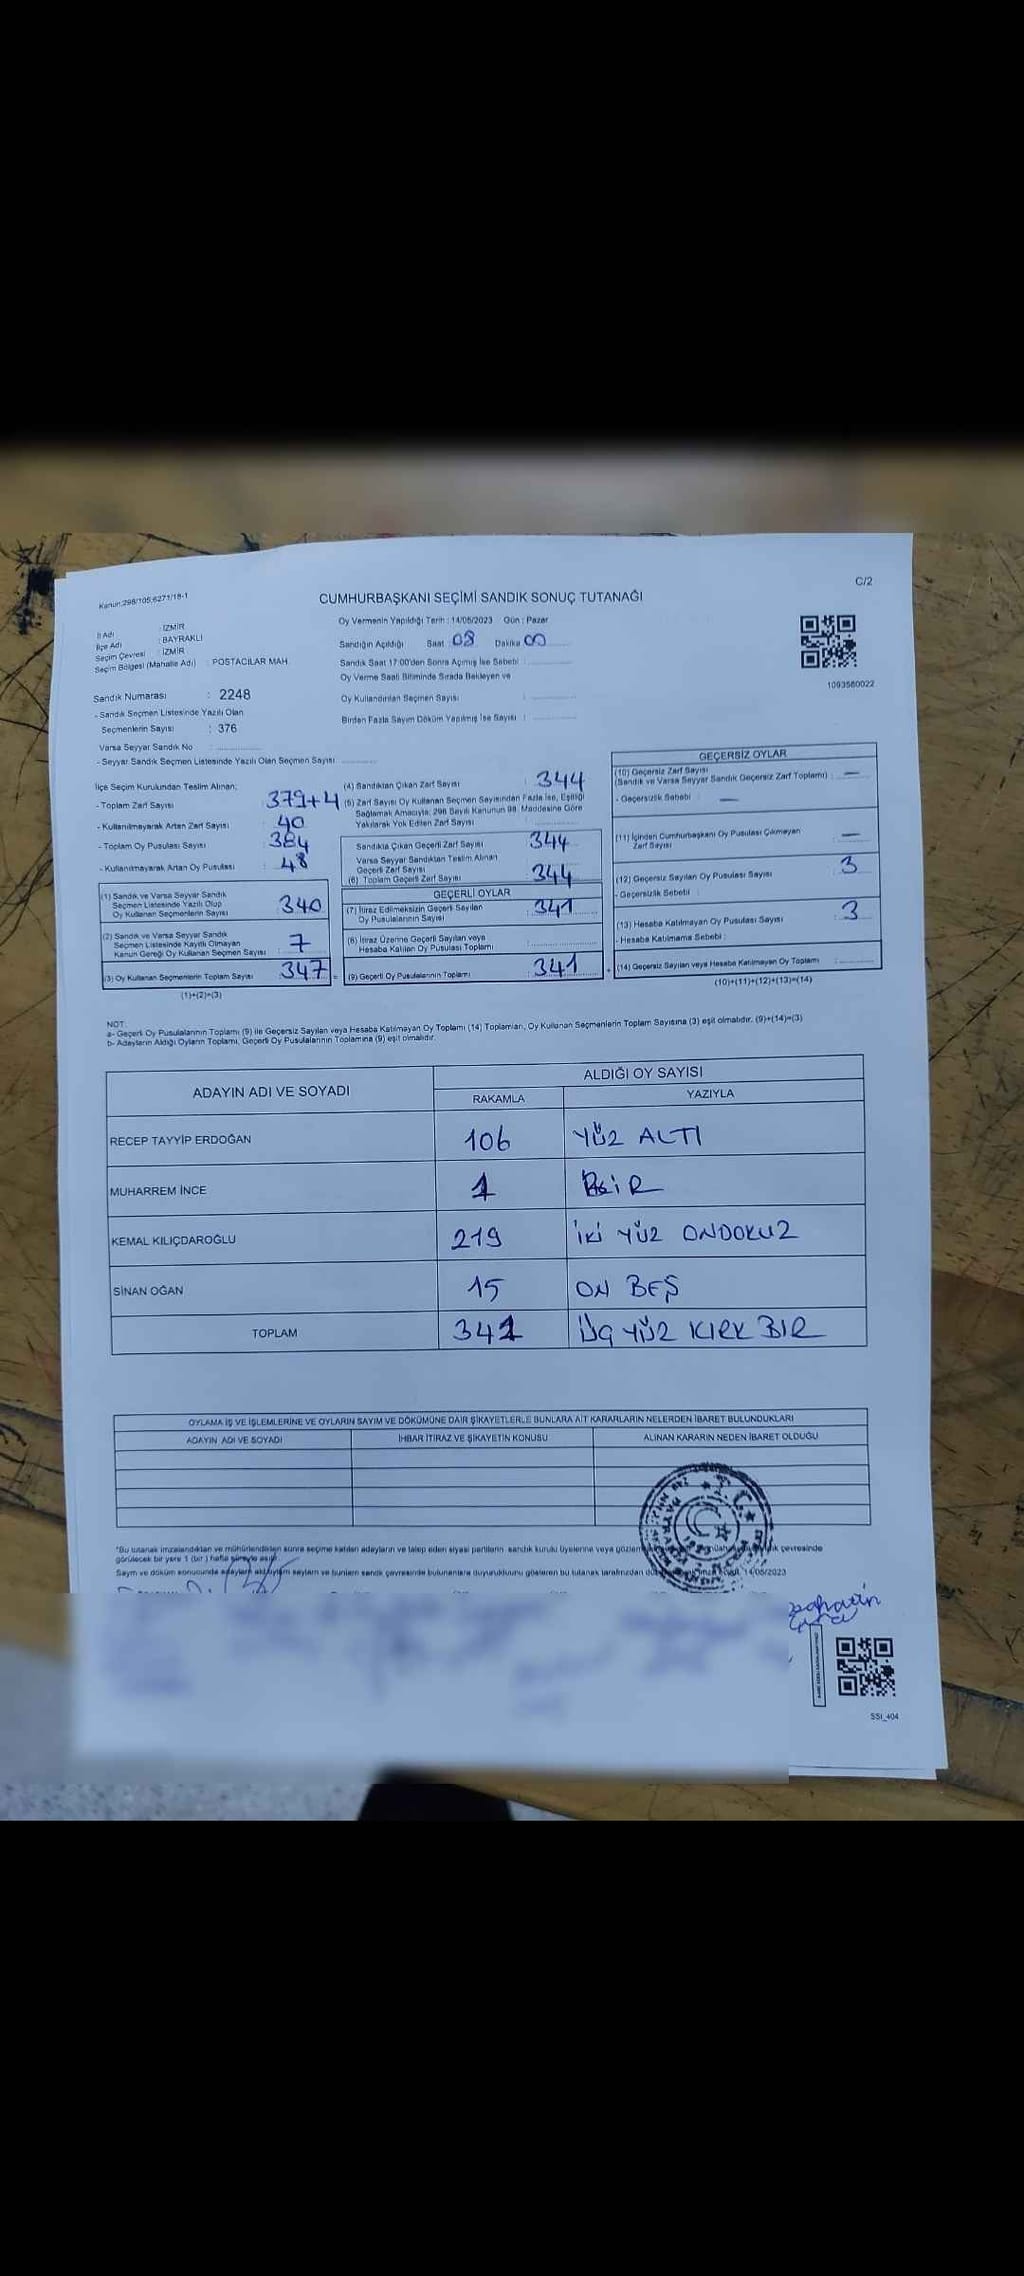 C/2
Kanun:298/105;6271/18-1
CUMHURBAŞKANI SEÇİMİ SANDIK SONUÇ TUTANAĞI
İl Adı : İZMİR
İlçe Adı : BAYRAKLI
Seçim Çevresi : İZMİR
Seçim Bölgesi (Mahalle Adı) : POSTACILAR MAH.
Sandık Numarası : 2248
- Sandık Seçmen Listesinde Yazılı Olan
Seçmenlerin Sayısı : 376
Varsa Seyyar Sandık No
- Seyyar Sandık Seçmen Listesinde Yazılı Olan Seçmen Sayısı
Oy Vermenin Yapıldığı Tarih : 14/05/2023 Gün : Pazar
Sandığın Açıldığı Saat 08 Dakika 00
Sandık Saat 17:00'den Sonra Açılmış İse Sebebi :
Oy Verme Saati Bitiminde Sırada Bekleyen ve
Oy Kullandırılan Seçmen Sayısı :
Birden Fazla Sayım Döküm Yapılmış İse Sayısı :
1093560022
İlçe Seçim Kurulundan Teslim Alınan;
- Toplam Zarf Sayısı : 379+4
- Kullanılmayarak Artan Zarf Sayısı : 40
- Toplam Oy Pusulası Sayısı : 384
- Kullanılmayarak Artan Oy Pusulası : 48
(1) Sandık ve Varsa Seyyar Sandık
Seçmen Listesinde Yazılı Olup
Oy Kullanan Seçmenlerin Sayısı : 340
(2) Sandık ve Varsa Seyyar Sandık
Seçmen Listesinde Kayıtlı Olmayan
Kanun Gereği Oy Kullanan Seçmen Sayısı : 7
(3) Oy Kullanan Seçmenlerin Toplam Sayısı : 347
(1)+(2)=(3)
(4) Sandıktan Çıkan Zarf Sayısı : 344
(5) Zarf Sayısı Oy Kullanan Seçmen Sayısından Fazla İse, Eşitliği
Sağlamak Amacıyla; 298 Sayılı Kanunun 98. Maddesine Göre
Yakılarak Yok Edilen Zarf Sayısı
Sandıkta Çıkan Geçerli Zarf Sayısı 344
Varsa Seyyar Sandıktan Teslim Alınan
Geçerli Zarf Sayısı
(6) Toplam Geçerli Zarf Sayısı 344
GEÇERLİ OYLAR
(7) İtiraz Edilmeksizin Geçerli Sayılan
Oy Pusulalarının Sayısı : 341
(8) İtiraz Üzerine Geçerli Sayılan veya
Hesaba Katılan Oy Pusulası Toplamı :
(9) Geçerli Oy Pusulalarının Toplamı : 341
GEÇERSİZ OYLAR
(10) Geçersiz Zarf Sayısı
(Sandık ve Varsa Seyyar Sandık Geçersiz Zarf Toplamı) : —
- Geçersizlik Sebebi : —
(11) İçinden Cumhurbaşkanı Oy Pusulası Çıkmayan
Zarf Sayısı —
(12) Geçersiz Sayılan Oy Pusulası Sayısı : 3
- Geçersizlik Sebebi :
(13) Hesaba Katılmayan Oy Pusulası Sayısı : 3
- Hesaba Katılmama Sebebi :
(14) Geçersiz Sayılan veya Hesaba Katılmayan Oy Toplamı :
(10)+(11)+(12)+(13)=(14)
NOT:
a- Geçerli Oy Pusulaları Toplamı (9) ile Geçersiz Sayılan veya Hesaba Katılmayan Oy Toplamı (14) Toplamları, Oy Kullanan Seçmenlerin Toplam Sayısına (3) eşit olmalıdır. (9)+(14)=(3)
b- Adayların Aldığı Oyların Toplamı, Geçerli Oy Pusulalarının Toplamına (9) eşit olmalıdır.
ADAYIN ADI VE SOYADI ALDIĞI OY SAYISI
RAKAMLA YAZIYLA
RECEP TAYYİP ERDOĞAN 106 YÜZ ALTI
MUHARREM İNCE 1 BİR
KEMAL KILIÇDAROĞLU 219 İKİ YÜZ ONDOKUZ
SİNAN OĞAN 15 ON BEŞ
TOPLAM 341 ÜÇ YÜZ KIRK BİR
OYLAMA İŞ VE İŞLEMLERİNE VE OYLARIN SAYIM VE DÖKÜMÜNE DAİR ŞİKAYETLERLE BUNLARA AİT KARARLARIN NELERDEN İBARET BULUNDUKLARI
ADAYIN ADI VE SOYADI İHBAR İTİRAZ VE ŞİKAYETİN KONUSU ALINAN KARARIN NEDEN İBARET OLDUĞU
*Bu tutanak imzalandıktan ve mühürlendikten sonra seçime katılan adayların ve talep eden siyasi partilerin sandık kurulu üyelerine veya çevresinde
görülecek bir yere 1 (bir) hafta süreyle asılır.
Sayım ve döküm sonucunda sandık çevresinde bulunanlara duyurulduğunu gösteren bu tutanak tarafımızdan 14/05/2023
SSI_404